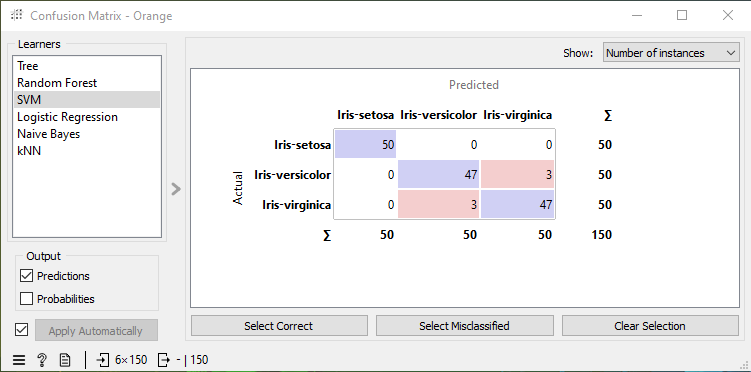 Confusion Matrix - Orange
Learners
Tree
Random Forest
SVM
Logistic Regression
Naive Bayes
kNN
Output
Predictions
Probabilities
Apply Automatically
Show: Number of instances
Predicted
Iris-setosa Iris-versicolor Iris-virginica ∑
Actual
Iris-setosa 50 0 0 50
Iris-versicolor 0 47 3 50
Iris-virginica 0 3 47 50
∑ 50 50 50 150
Select Correct Select Misclassified Clear Selection
? | 6×150 - | 150